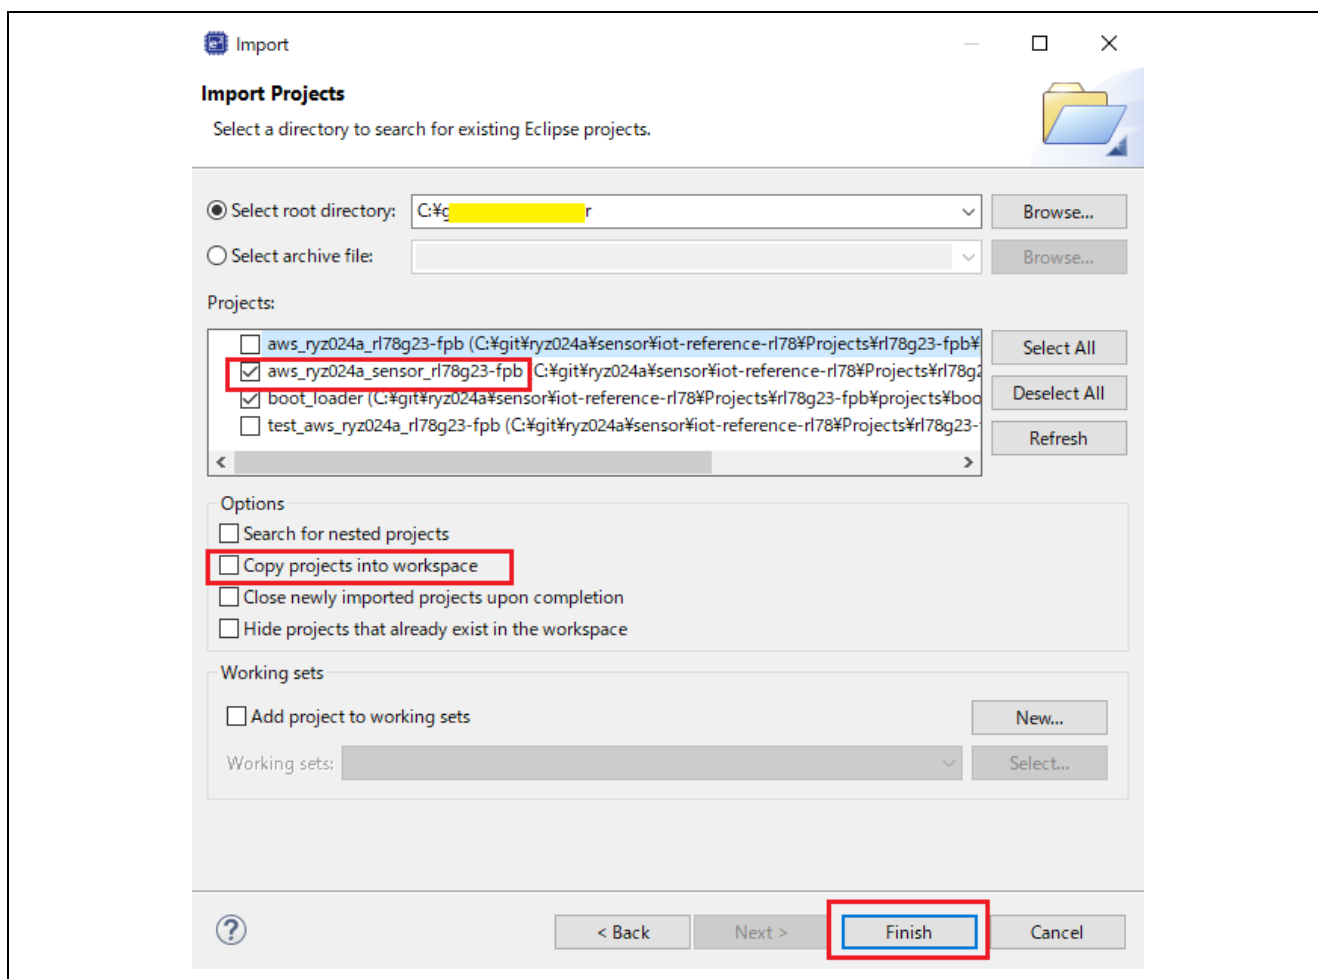 Import
Import Projects
Select a directory to search for existing Eclipse projects.
Select root directory: C:¥g r Browse...
Select archive file: Browse...
Projects:
aws_ryz024a_rl78g23-fpb (C:¥git¥ryz024a¥sensor¥iot-reference-rl78¥Projects¥rl78g23-fpb¥ Select All
aws_ryz024a_sensor_rl78g23-fpb C:¥git¥ryz024a¥sensor¥iot-reference-rl78¥Projects¥rl78g2
boot_loader (C:¥git¥ryz024a¥sensor¥iot-reference-rl78¥Projects¥rl78g23-fpb¥projects¥boo Deselect All
test_aws_ryz024a_rl78g23-fpb (C:¥git¥ryz024a¥sensor¥iot-reference-rl78¥Projects¥rl78g23- Refresh
Options
Search for nested projects
Copy projects into workspace
Close newly imported projects upon completion
Hide projects that already exist in the workspace
Working sets
Add project to working sets New...
Working sets: Select...
? < Back Next > Finish Cancel